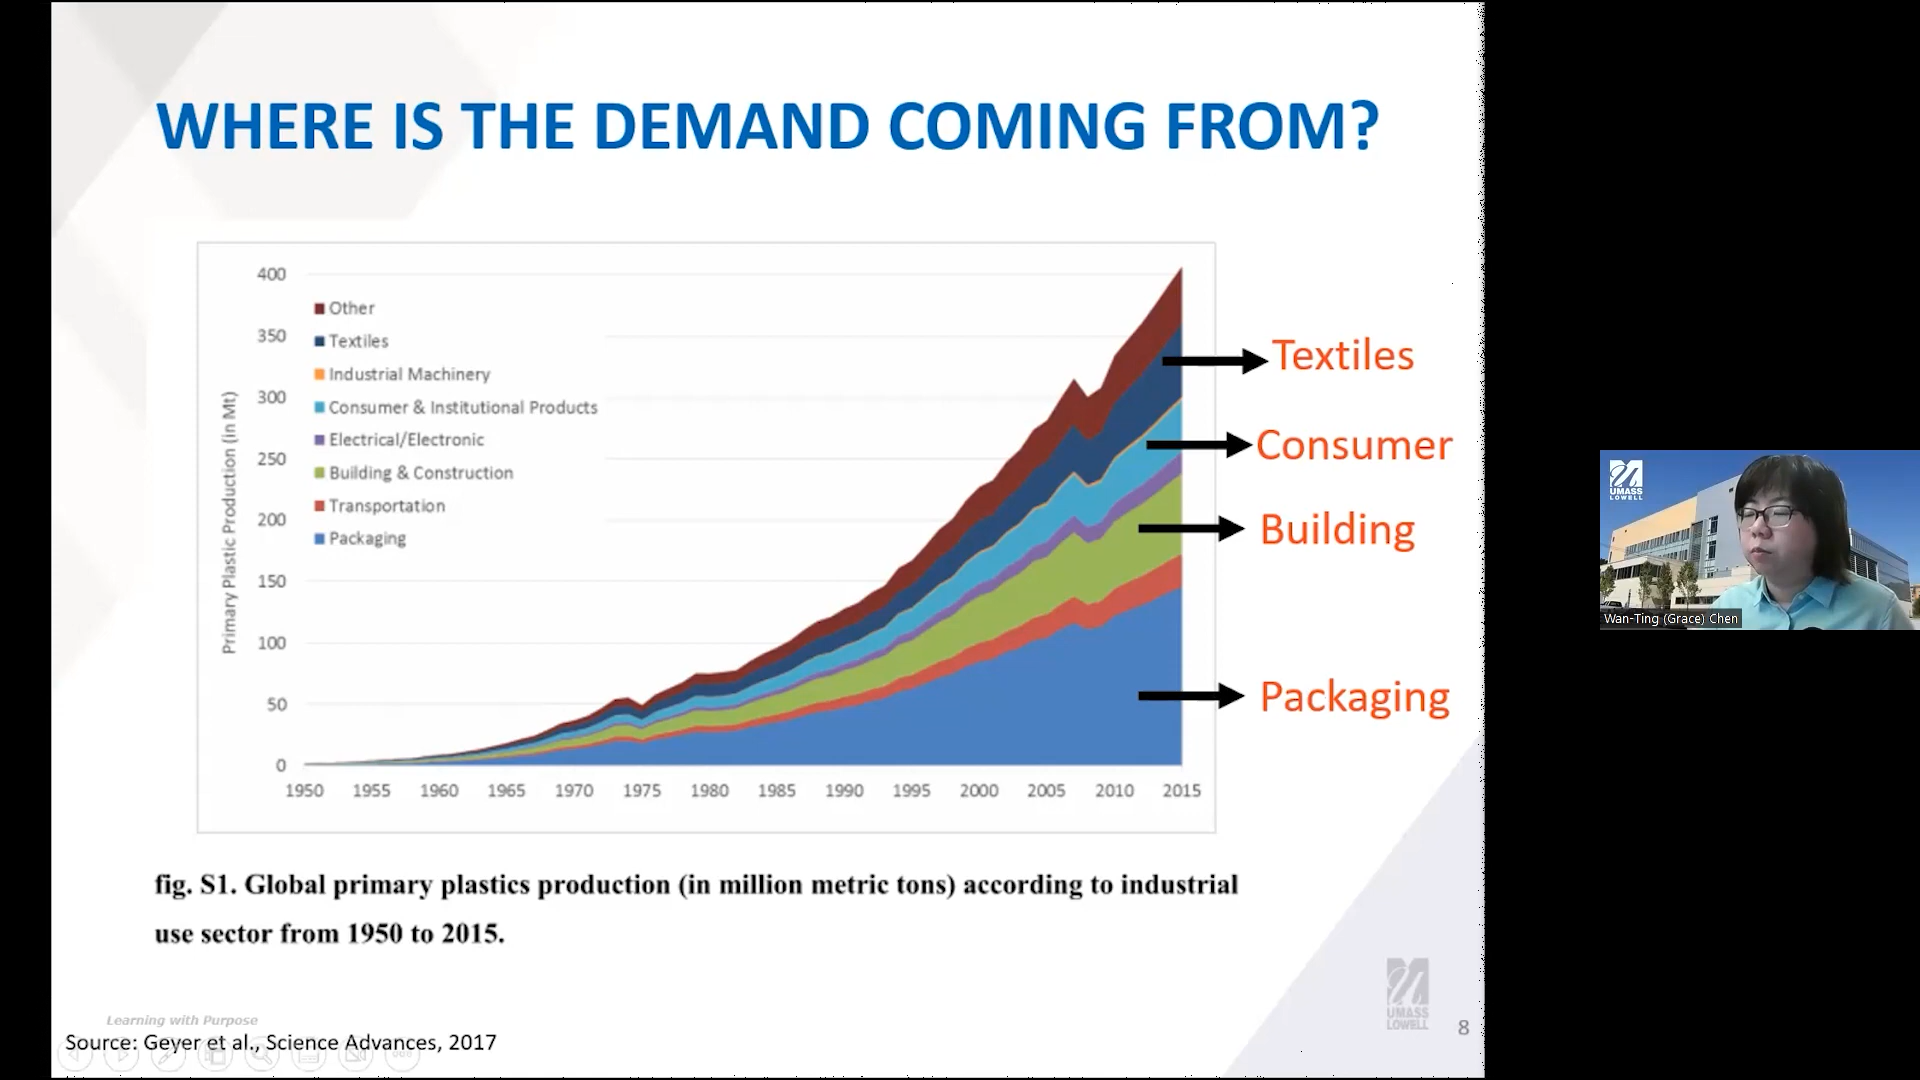 WHERE IS THE DEMAND COMING FROM?
400
350
300
250
200
150
100
50
0
Primary Plastic Production (in Mt)
Other
Textiles
Industrial Machinery
Consumer & Institutional Products
Electrical/Electronic
Building & Construction
Transportation
Packaging
1950 1955 1960 1965 1970 1975 1980 1985 1990 1995 2000 2005 2010 2015
Textiles
Consumer
Building
Packaging
fig. S1. Global primary plastics production (in million metric tons) according to industrial
use sector from 1950 to 2015.
Learning with Purpose
Source: Geyer et al., Science Advances, 2017
UMASS
LOWELL
8
UMASS
LOWELL
Wan-Ting (Grace) Chen